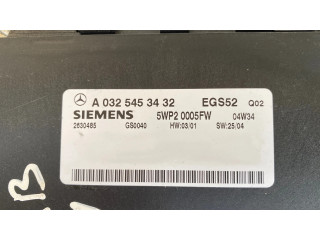 A 032 545 34 32 EGS52 Q02
SIEMENS 5WP2 0005FW 04W34
2630485 GS0040 HW:03/01 SW:25/04